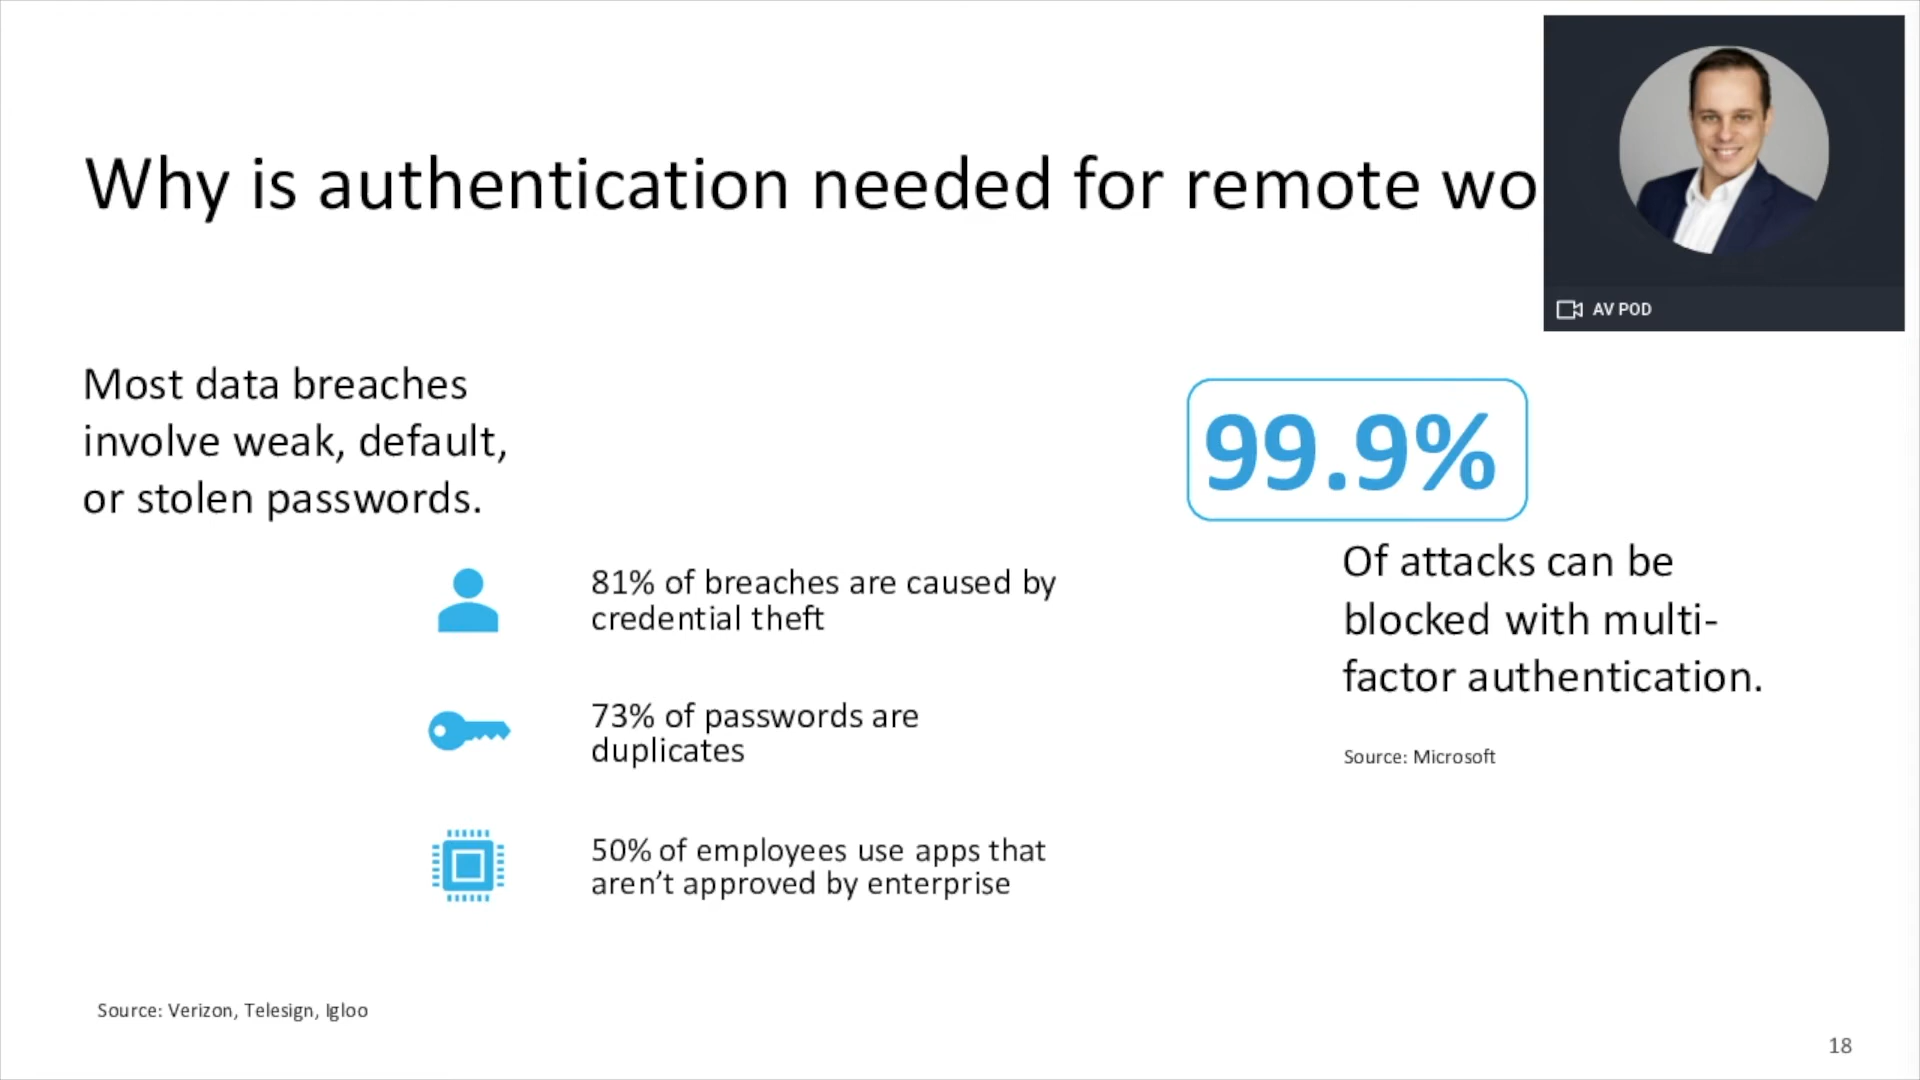 Why is authentication needed for remote wo
AV POD
Most data breaches
involve weak, default,
or stolen passwords.
81% of breaches are caused by
credential theft
73% of passwords are
duplicates
50% of employees use apps that
aren’t approved by enterprise
Source: Verizon, Telesign, Igloo
99.9%
Of attacks can be
blocked with multi-
factor authentication.
Source: Microsoft
18